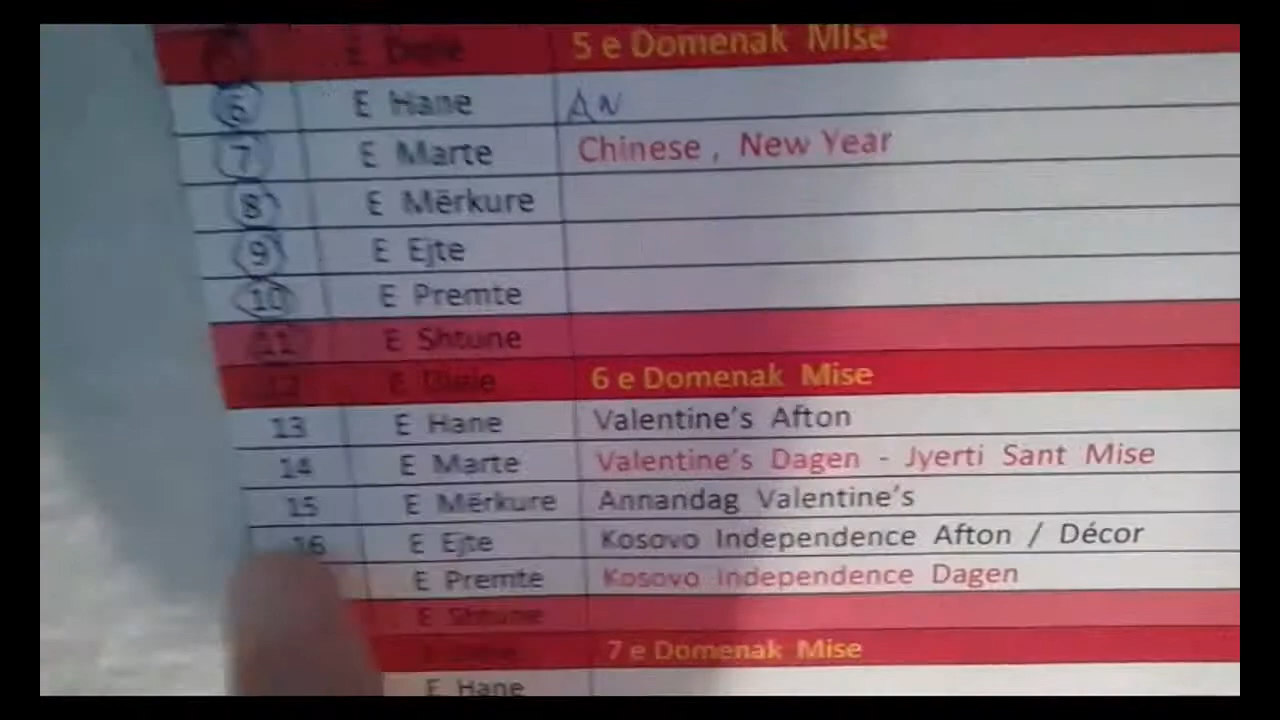 E Diele 5 e Domenak Mise
6 E Hane AN
7 E Marte Chinese , New Year
8 E Mërkure
9 E Ejte
10 E Premte
11 E Shtune
12 E Diele 6 e Domenak Mise
13 E Hane Valentine's Afton
14 E Marte Valentine's Dagen - Jyerti Sant Mise
15 E Mërkure Annandag Valentine's
16 E Ejte Kosovo Independence Afton / Décor
E Premte Kosovo Independence Dagen
E Shtune
7 e Domenak Mise
E Hane